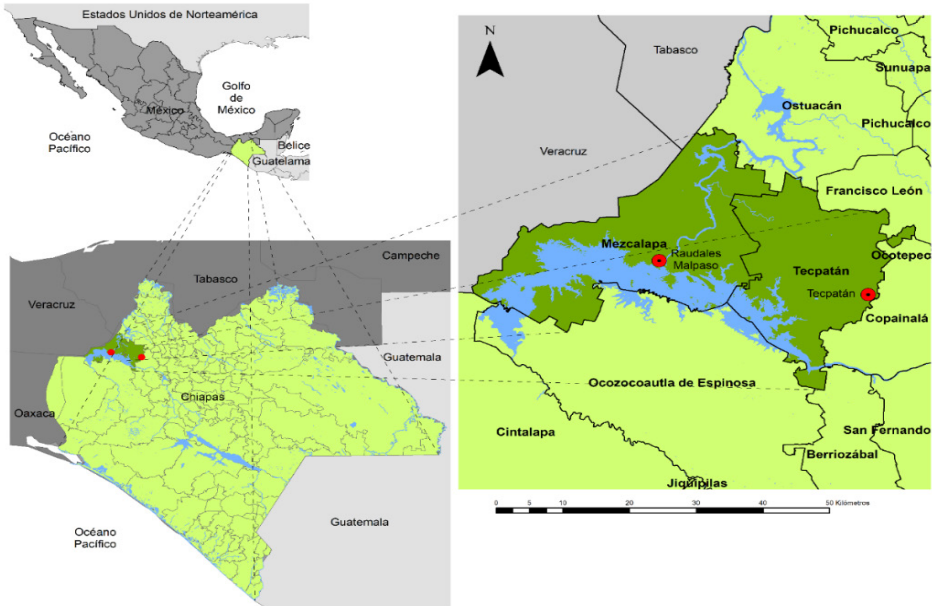 Estados Unidos de Norteamérica
Golfo
de
México
México
Océano
Pacífico
Bélice
Guatelama
Campeche
Tabasco
Veracruz
Guatemala
Chiapas
Oaxaca
Guatemala
Océano
Pacífico
N
Tabasco
Pichucalco
Sunuapa
Ostuacán
Pichucalco
Veracruz
Francisco León
Mezcalapa
Raudales
Malpaso
Ocotepec
Tecpatán
Tecpatán
Copainalá
Ocozocoautla de Espinosa
Cintalapa
San Fernando
Berriozábal
Jiquipilas
0 5 10 20 30 40 50 Kilómetros